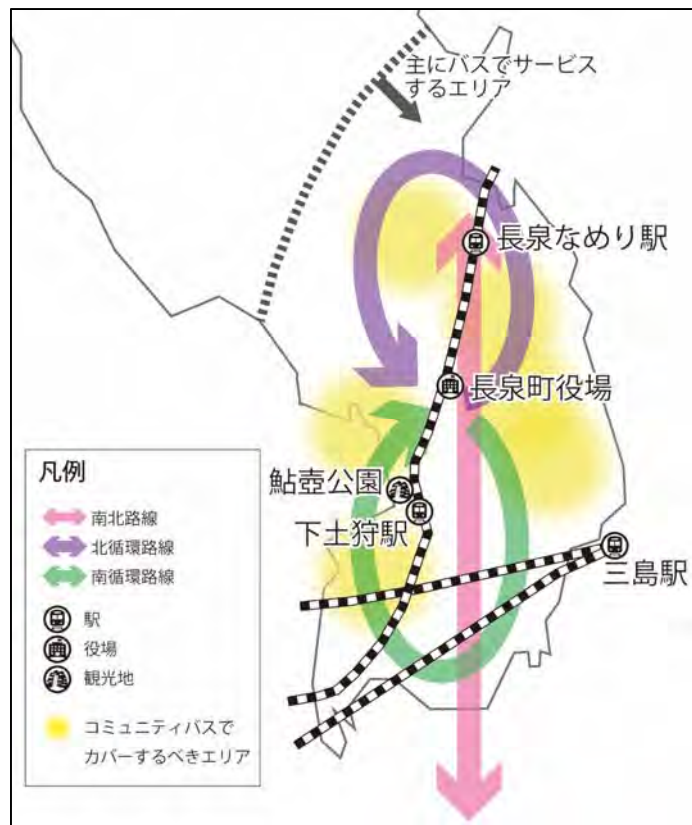 主にバスでサービス
するエリア
長泉なめり駅
長泉町役場
鮎壺公園
下土狩駅
三島駅
凡例
南北路線
北循環路線
南循環路線
駅
役場
観光地
コミュニティバスで
カバーするべきエリア